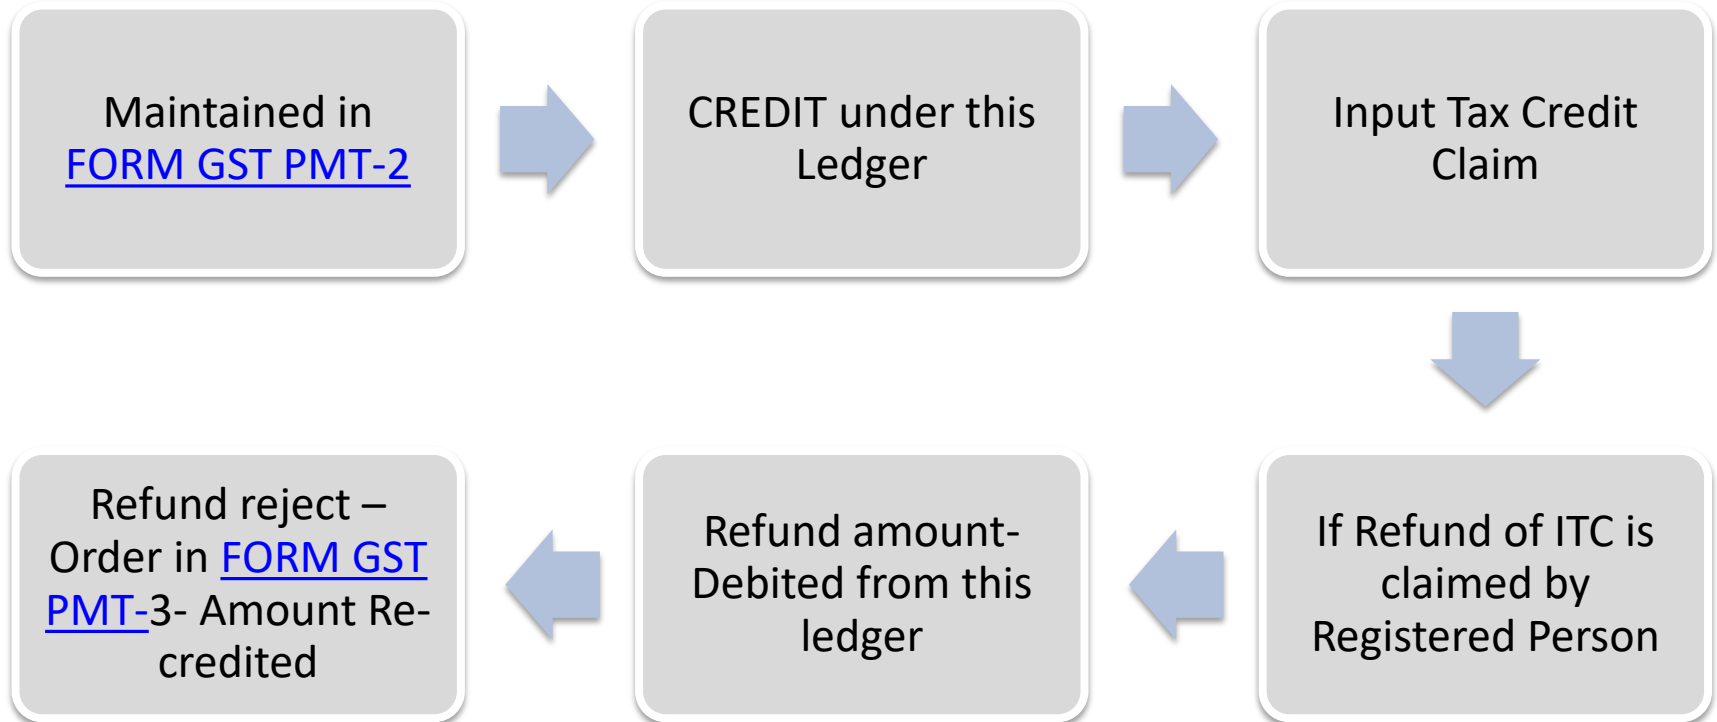 Maintained in
FORM GST PMT-2
CREDIT under this
Ledger
Input Tax Credit
Claim
If Refund of ITC is
claimed by
Registered Person
Refund amount-
Debited from this
ledger
Refund reject –
Order in FORM GST
PMT-3- Amount Re-
credited